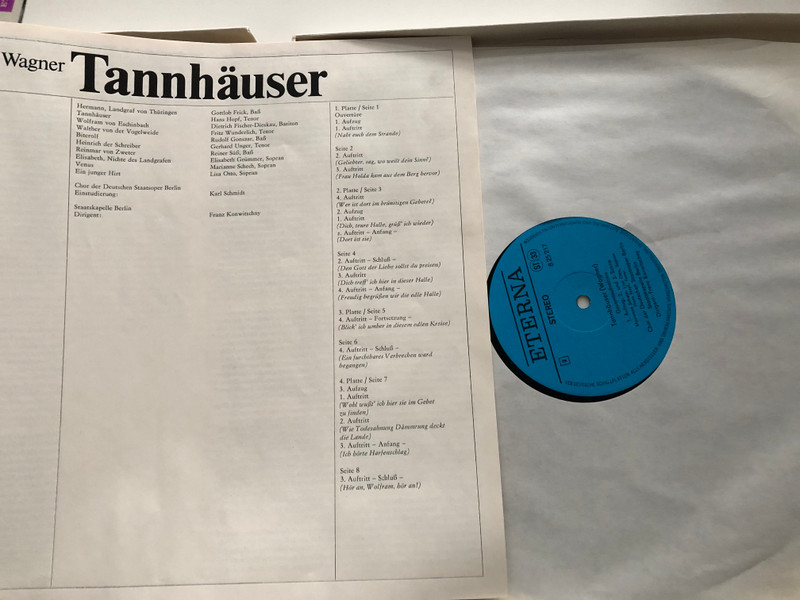 Wagner Tannhäuser
Hermann, Landgraf von Thüringen
Tannhäuser
Wolfram von Eschinbach
Walther von der Vogelweide
Biterolf
Heinrich der Schreiber
Reinmar von Zweter
Elisabeth, Nichte des Landgrafen
Venus
Ein junger Hirt
Chor der Deutschen Staatsoper Berlin
Einstudierung:
Staatskapelle Berlin
Dirigent:
Gottlob Frick, Baß
Hans Hopf, Tenor
Dietrich Fischer-Dieskau, Bariton
Fritz Wunderlich, Tenor
Rudolf Gonszar, Baß
Gerhard Unger, Tenor
Reiner Süß, Baß
Elisabeth Grümmer, Sopran
Marianne Schech, Sopran
Lisa Otto, Sopran
Karl Schmidt
Franz Konwitschny
1. Platte / Seite 1
Ouvertüre
1. Aufzug
1. Auftritt
(Naht euch dem Strande)
Seite 2
2. Auftritt
(Geliebter, sag, wo weilt dein Sinn?)
3. Auftritt
(Frau Holda kam aus dem Berg hervor)
2. Platte / Seite 3
4. Auftritt
(Wer ist dort im brünstigen Gebete?)
2. Aufzug
1. Auftritt
(Dich, teure Halle, grüß' ich wieder)
2. Auftritt – Anfang –
(Dort ist sie)
Seite 4
2. Auftritt – Schluß –
(Den Gott der Liebe sollst du preisen)
3. Auftritt
(Dich treff' ich hier in dieser Halle)
4. Auftritt – Anfang –
(Freudig begrüßen wir die edle Halle)
3. Platte / Seite 5
4. Auftritt – Fortsetzung –
(Blick' ich umher in diesem edlen Kreise)
Seite 6
4. Auftritt – Schluß –
(Ein furchtbares Verbrechen ward
begangen)
4. Platte / Seite 7
3. Aufzug
1. Auftritt
(Wohl wußt' ich hier sie im Gebet
zu finden)
2. Auftritt
(Wie Todesahnung Dämmrung deckt
die Lande)
3. Auftritt – Anfang –
(Ich hörte Harfenschlag)
Seite 8
3. Auftritt – Schluß –
(Hör an, Wolfram, hör an!)
ETERNA
STEREO
ST 33
Tannhäuser (Wagner)